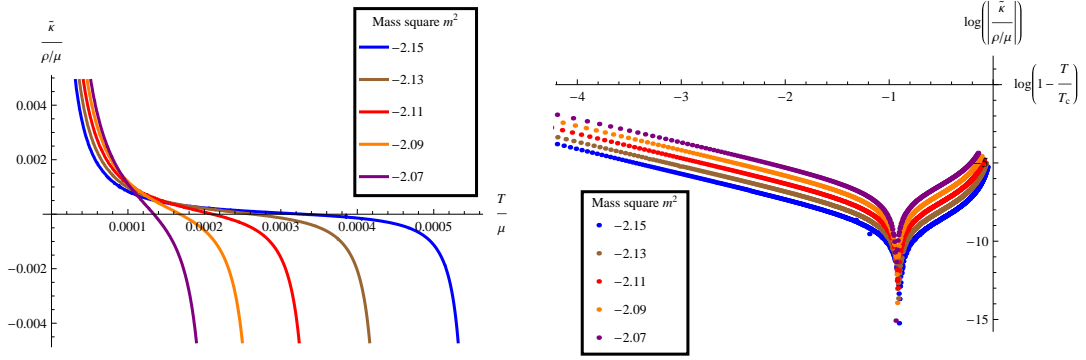 κ̃
ρ/μ
0.004
0.002
-0.002
-0.004
0.0001
0.0002
0.0003
0.0004
0.0005
T
μ
Mass square m²
-2.15
-2.13
-2.11
-2.09
-2.07
log(|κ̃
ρ/μ|)
log(1 - T
T_c)
-4
-3
-2
-1
-10
-15
Mass square m²
-2.15
-2.13
-2.11
-2.09
-2.07